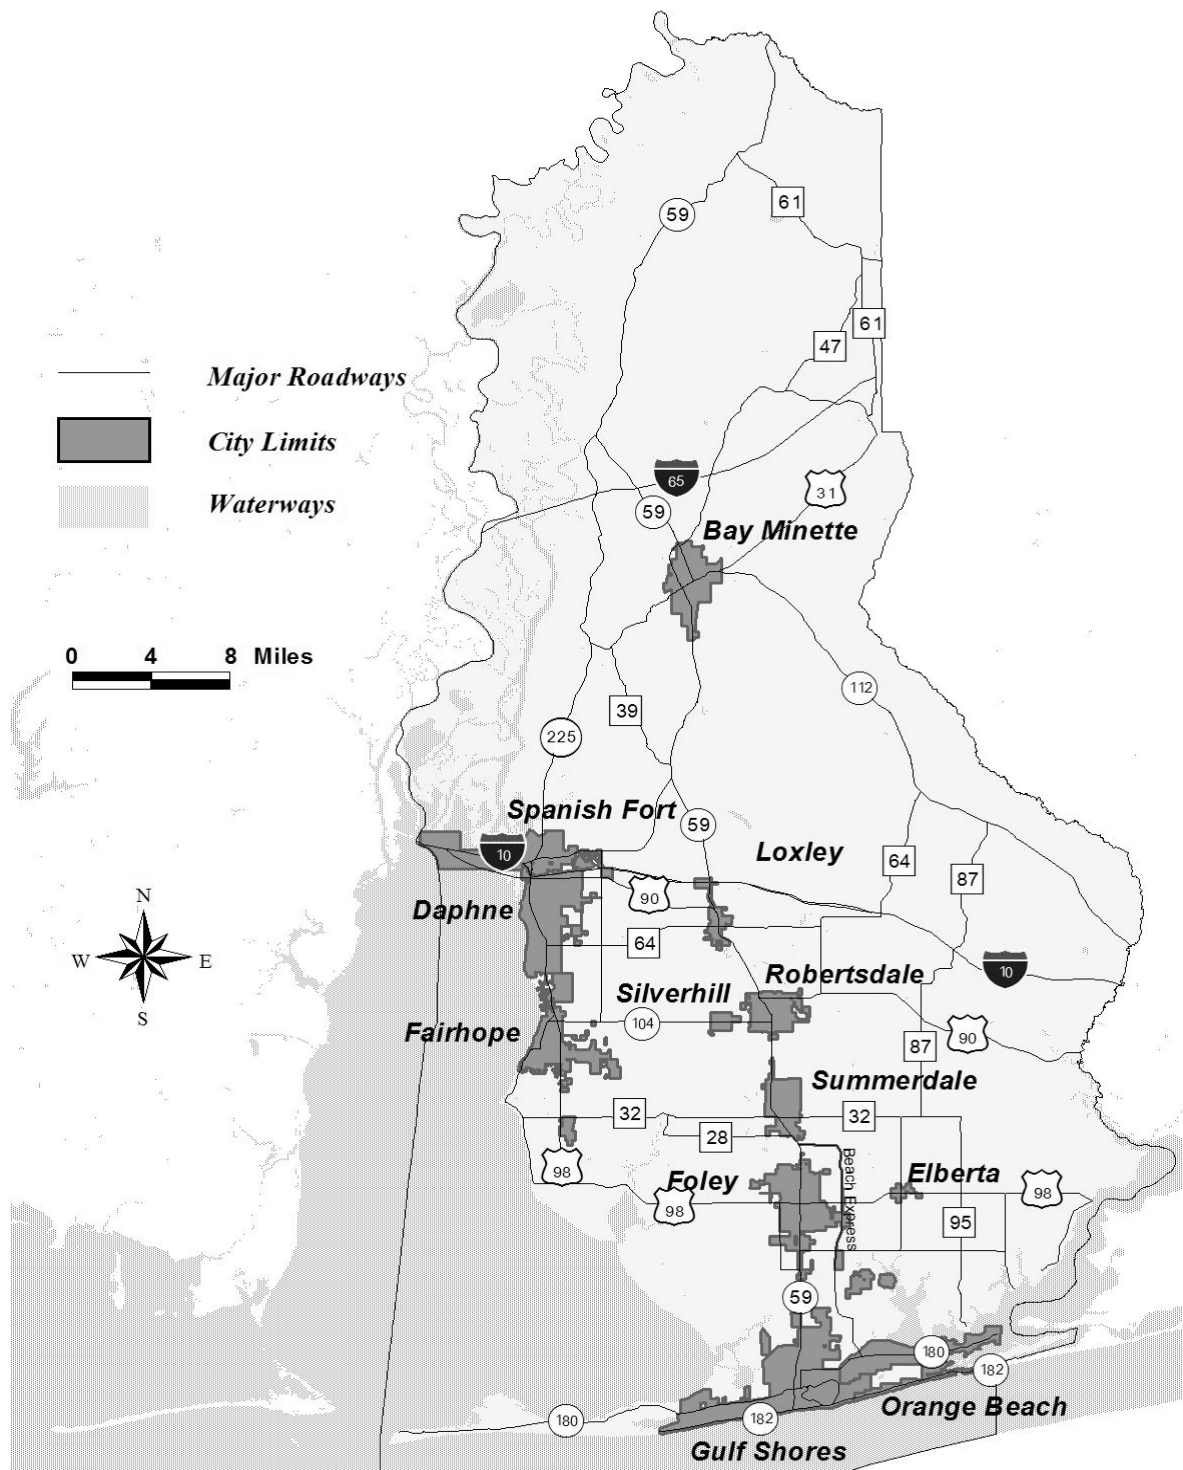 59
61
61
47
Major Roadways
City Limits
Waterways
65
31
59
Bay Minette
0 4 8 Miles
112
39
225
Spanish Fort
59
10
Loxley
64
87
90
Daphne
64
N
W E
S
10
Robertsdale
Silverhill
104
Fairhope
90
87
Summerdale
32
32
28
98
Foley
98
Beach Express
Elberta
98
95
59
180
182
Orange Beach
180
182
Gulf Shores